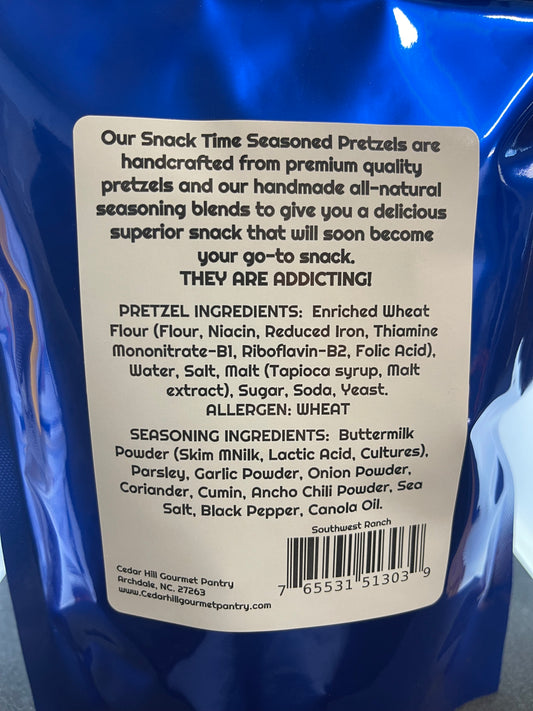 Our Snack Time Seasoned Pretzels are
handcrafted from premium quality
pretzels and our handmade all-natural
seasoning blends to give you a delicious
superior snack that will soon become
your go-to snack.
THEY ARE ADDICTING!
PRETZEL INGREDIENTS: Enriched Wheat
Flour (Flour, Niacin, Reduced Iron, Thiamine
Mononitrate-B1, Riboflavin-B2, Folic Acid),
Water, Salt, Malt (Tapioca syrup, Malt
extract), Sugar, Soda, Yeast.
ALLERGEN: WHEAT
SEASONING INGREDIENTS: Buttermilk
Powder (Skim MNilk, Lactic Acid, Cultures),
Parsley, Garlic Powder, Onion Powder,
Coriander, Cumin, Ancho Chili Powder, Sea
Salt, Black Pepper, Canola Oil.
Southwest Ranch
7 65531 51303 9
Cedar Hill Gourmet Pantry
Archdale, NC. 27263
www.Cedarhillgourmetpantry.com